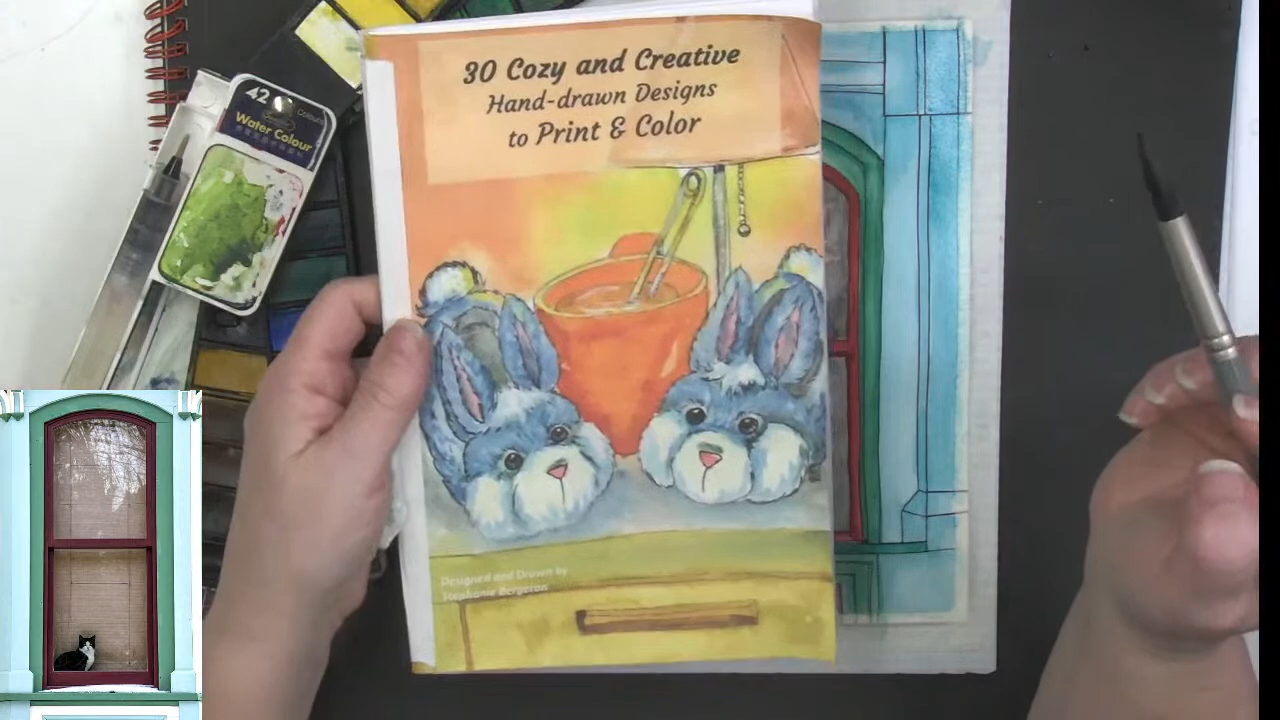 30 Cozy and Creative
Hand-drawn Designs
to Print & Color
42
Colours
Water Colour
Designed and Drawn by
Stephanie Bergeron